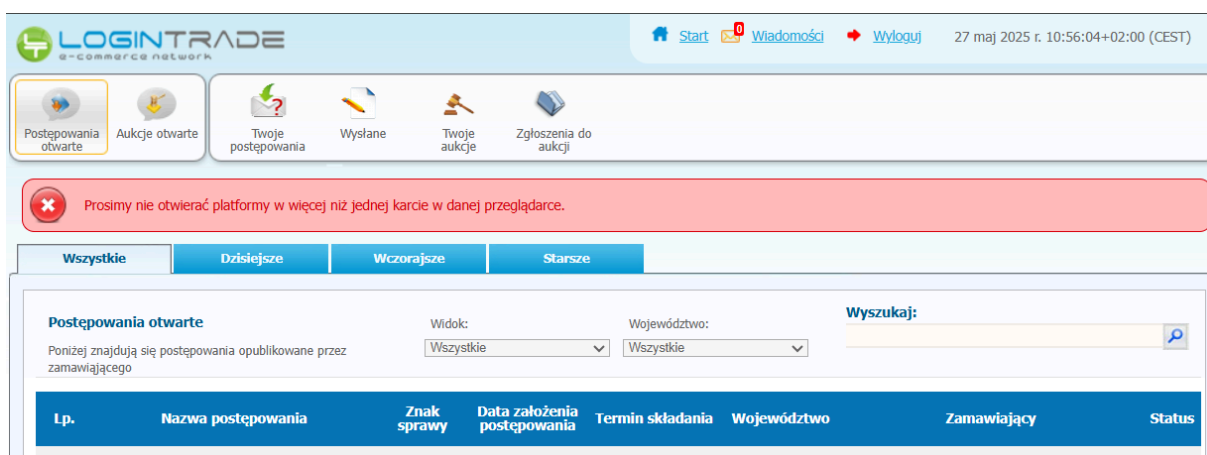 LOGINTRADE
e-commerce network
Start 0 Wiadomości Wyloguj 27 maj 2025 r. 10:56:04+02:00 (CEST)
Postępowania otwarte
Aukcje otwarte
Twoje postępowania
Wysłane
Twoje aukcje
Zgłoszenia do aukcji
Prosimy nie otwierać platformy w więcej niż jednej karcie w danej przeglądarce.
Wszystkie Dzisiejsze Wczorajsze Starsze
Postępowania otwarte
Poniżej znajdują się postępowania opublikowane przez
zamawiąjącego
Widok:
Wszystkie
Województwo:
Wszystkie
Wyszukaj:
Lp. Nazwa postępowania Znak sprawy Data założenia postępowania Termin składania Województwo Zamawiający Status